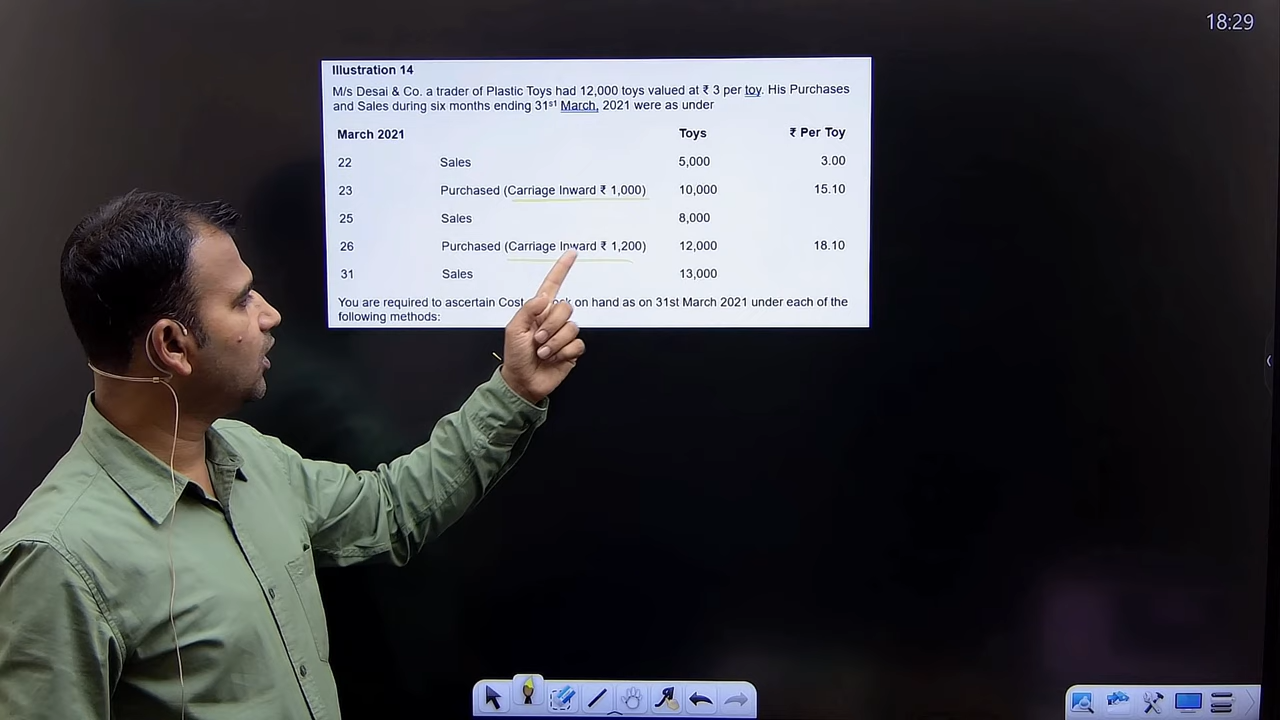 18:29
Illustration 14
M/s Desai & Co. a trader of Plastic Toys had 12,000 toys valued at ₹ 3 per toy. His Purchases
and Sales during six months ending 31st March, 2021 were as under
March 2021 Toys ₹ Per Toy
22 Sales 5,000 3.00
23 Purchased (Carriage Inward ₹ 1,000) 10,000 15.10
25 Sales 8,000
26 Purchased (Carriage Inward ₹ 1,200) 12,000 18.10
31 Sales 13,000
You are required to ascertain Cost on hand as on 31st March 2021 under each of the
following methods: